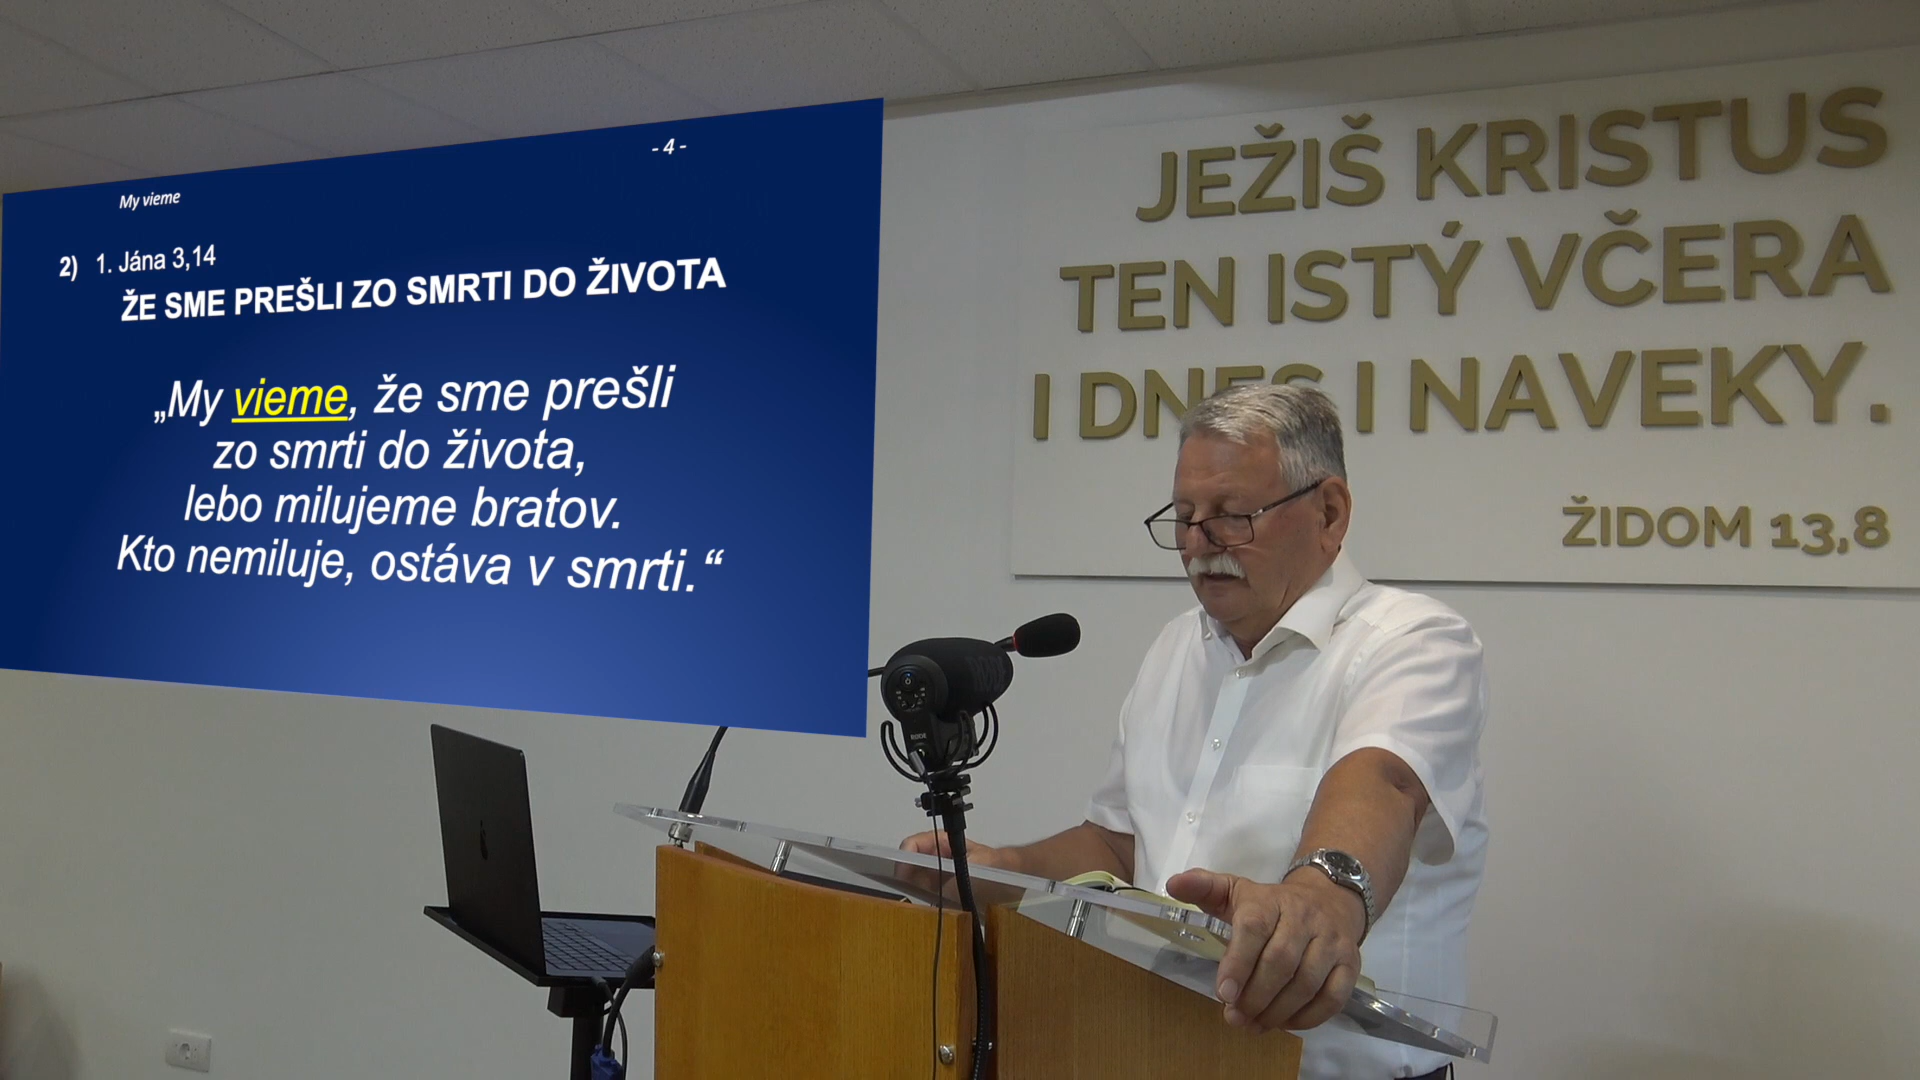 - 4 -
My vieme
2) 1. Jána 3,14
ŽE SME PREŠLI ZO SMRTI DO ŽIVOTA
„My vieme, že sme prešli
zo smrti do života,
lebo milujeme bratov.
Kto nemiluje, ostáva v smrti.“
JEŽIŠ KRISTUS
TEN ISTÝ VČERA
I DNES I NAVEKY.
ŽIDOM 13,8
RODE